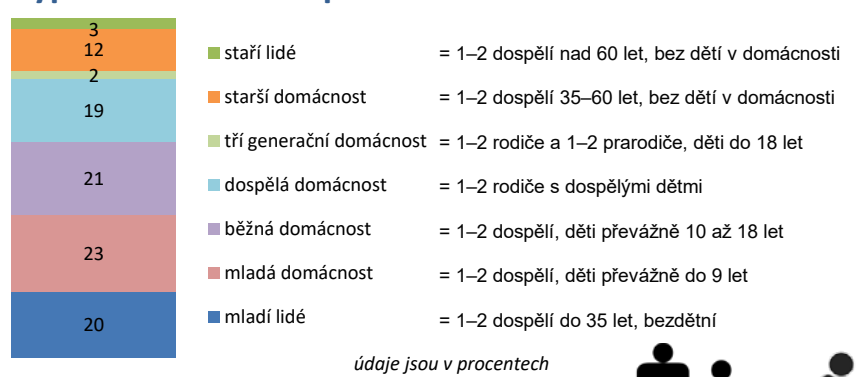 3
12
2
19
21
23
20
staří lidé = 1–2 dospělí nad 60 let, bez dětí v domácnosti
starší domácnost = 1–2 dospělí 35–60 let, bez dětí v domácnosti
tří generační domácnost = 1–2 rodiče a 1–2 prarodiče, děti do 18 let
dospělá domácnost = 1–2 rodiče s dospělými dětmi
běžná domácnost = 1–2 dospělí, děti převážně 10 až 18 let
mladá domácnost = 1–2 dospělí, děti převážně do 9 let
mladí lidé = 1–2 dospělí do 35 let, bezdětní
údaje jsou v procentech